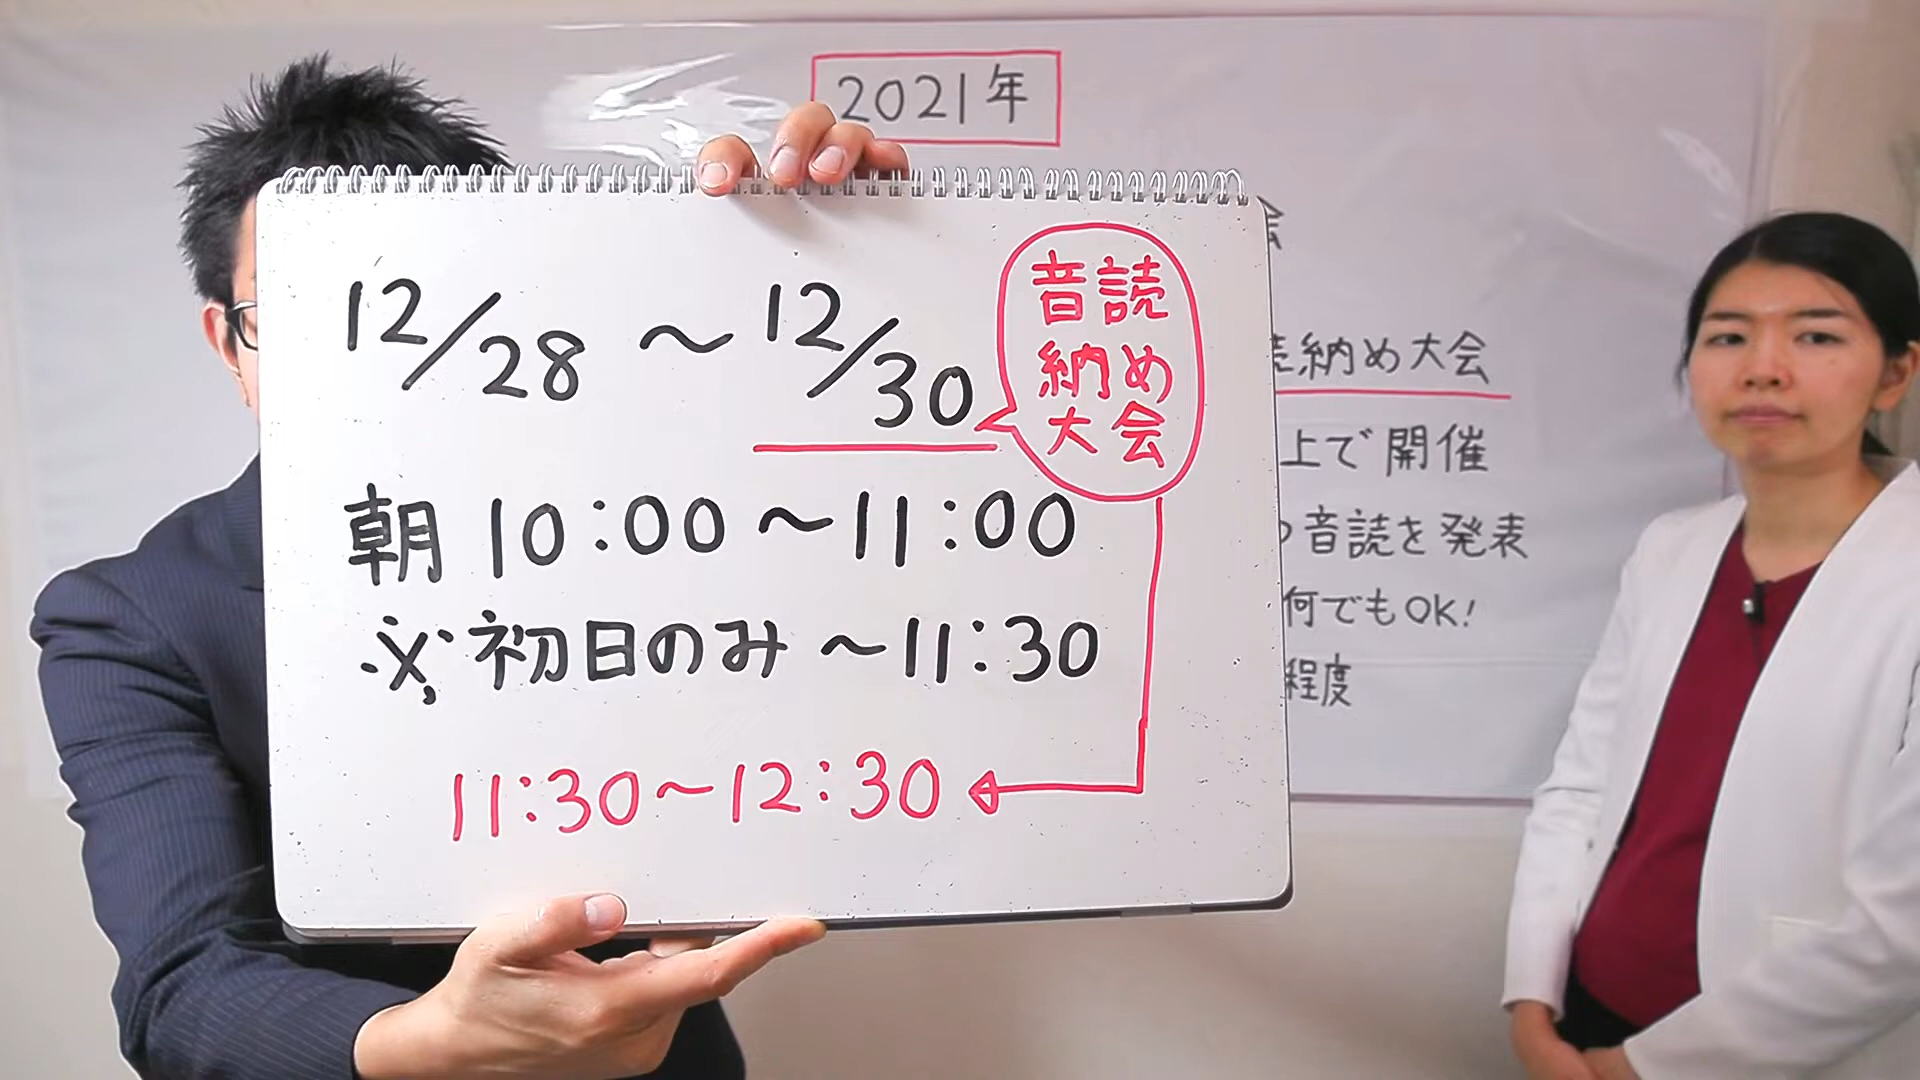 2021年
12/28 〜 12/30
音読
納め
大会
朝 10:00〜11:00
※初日のみ〜11:30
11:30〜12:30
会
納め大会
上で開催
音読を発表
何でもOK!
程度